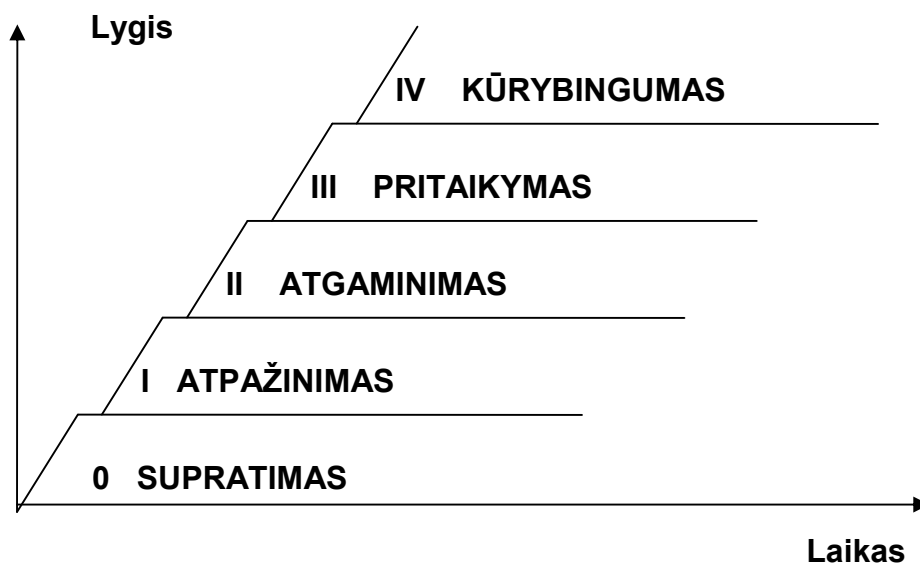 Lygis
IV KŪRYBINGUMAS
III PRITAIKYMAS
II ATGAMINIMAS
I ATPAŽINIMAS
0 SUPRATIMAS
Laikas